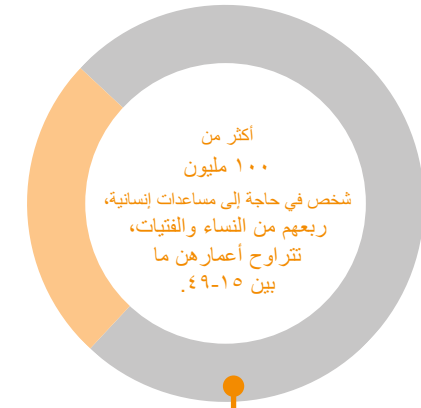 أكثر من
١٠٠ مليون
شخص في حاجة إلى مساعدات إنسانية،
ربعهم من النساء والفتيات،
تتراوح أعمارهن ما
بين ١٥-٤٩.